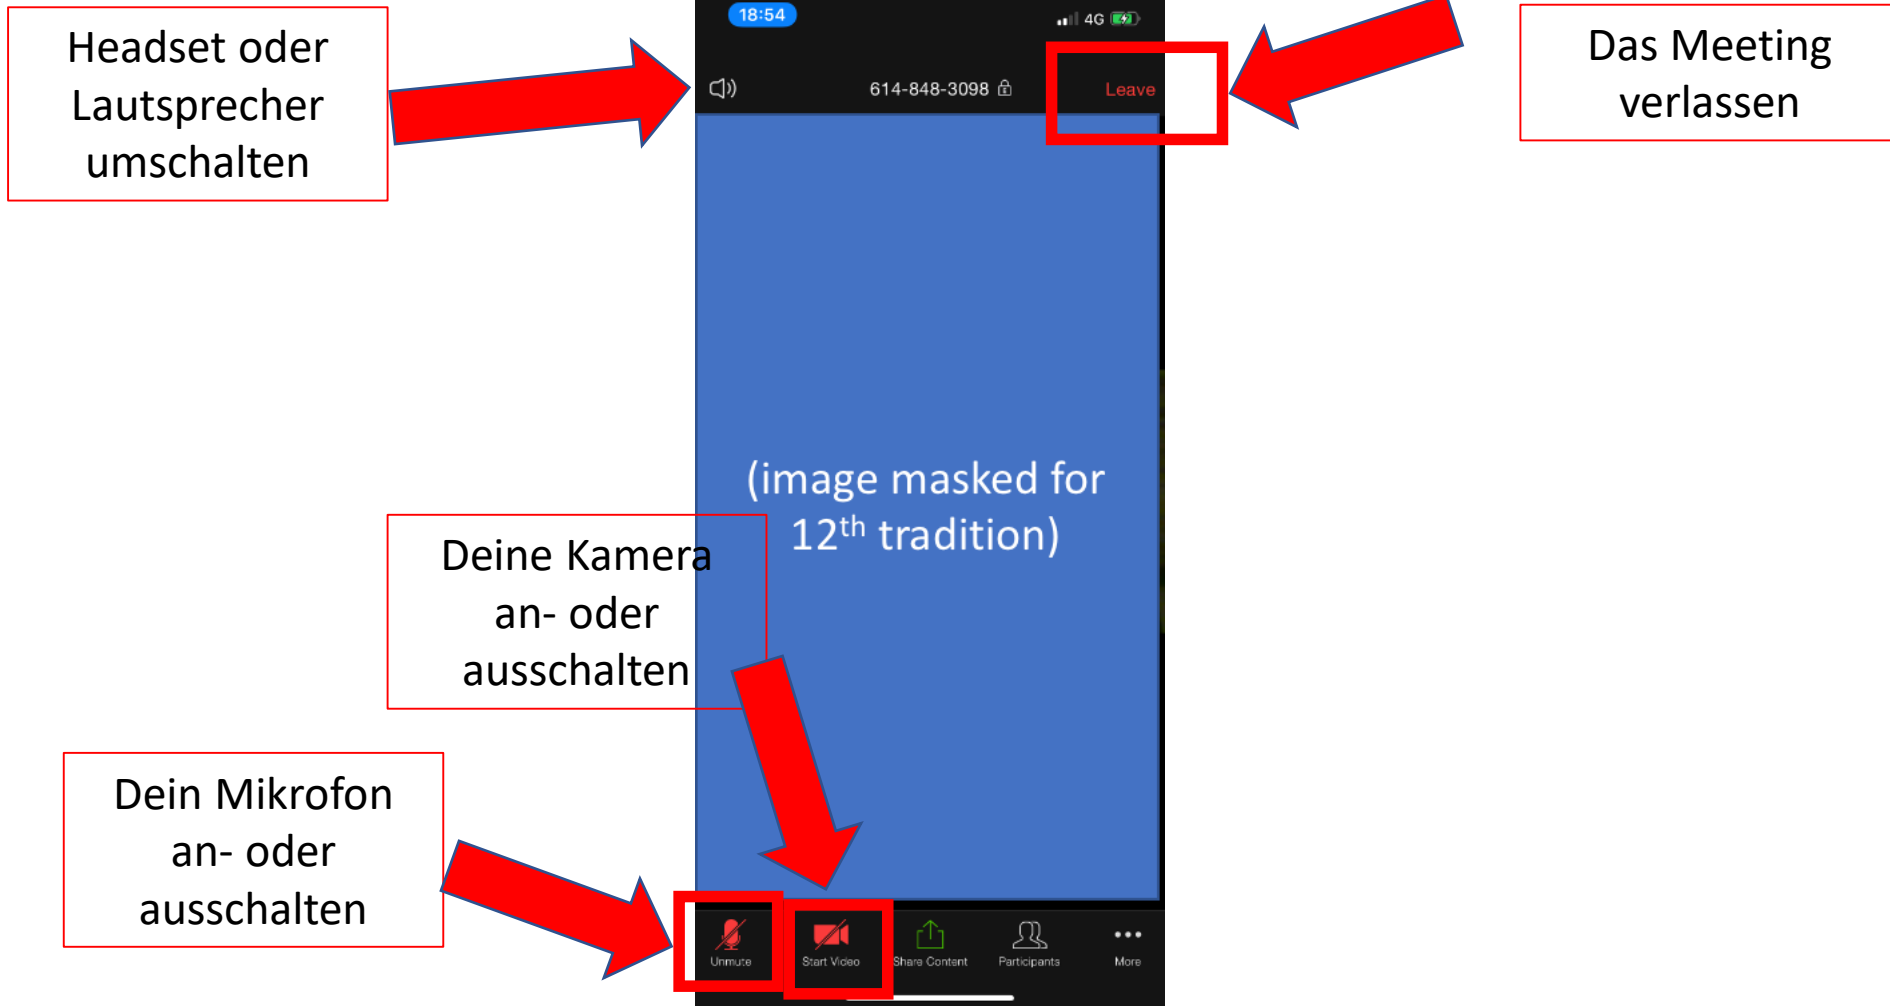 Headset oder
Lautsprecher
umschalten
18:54
4G
614-848-3098
Leave
Das Meeting
verlassen
(image masked for
12th tradition)
Deine Kamera
an- oder
ausschalten
Dein Mikrofon
an- oder
ausschalten
Unmute
Start Video
Share Content
Participants
More